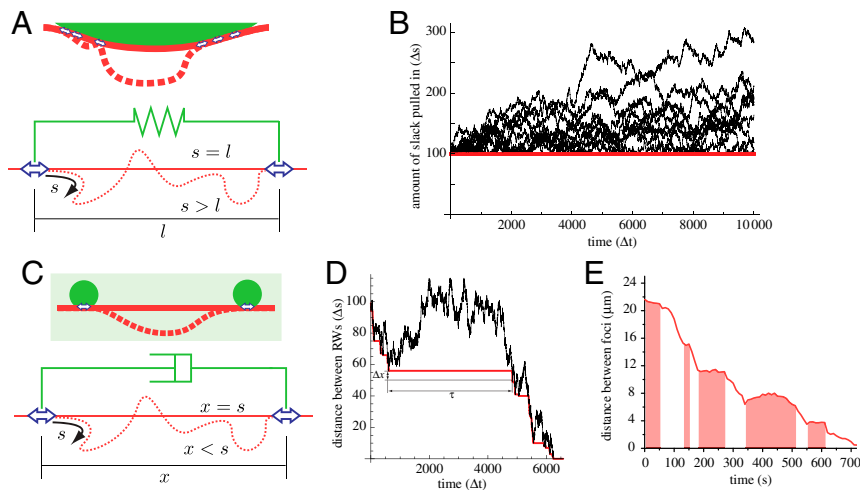 A
s = l
s
s > l
l
B
amount of slack pulled in (Δs)
300
200
100
2000
4000
6000
8000
10000
time (Δt)
C
x = s
s
x < s
x
D
distance between RWs (Δs)
100
80
60
40
20
Δx
τ
2000
4000
6000
time (Δt)
E
distance between foci (μm)
24
20
16
12
8
4
0
0
100
200
300
400
500
600
700
time (s)